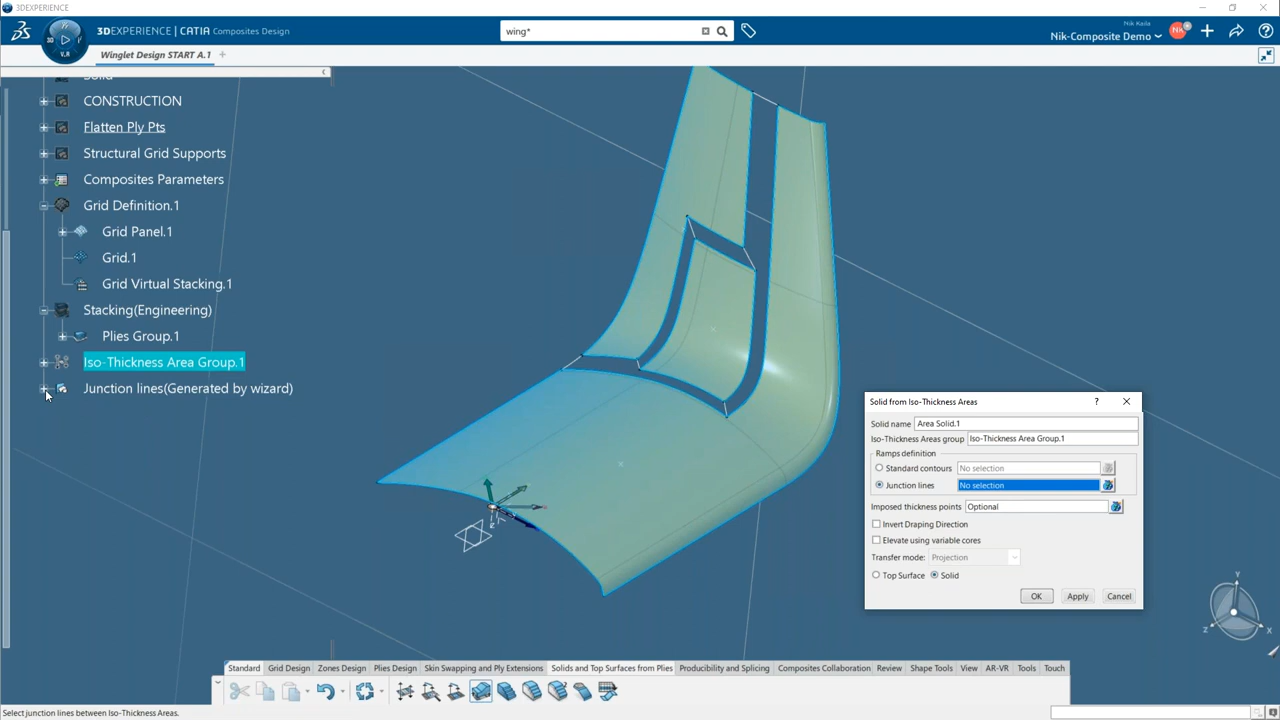 3DEXPERIENCE
3DEXPERIENCE | CATIA Composites Design
wing*
Nik Kada
Nik-Composite Demo
NK
3D
V,R
Winglet Design START A.1
Solid
CONSTRUCTION
Flatten Ply Pts
Structural Grid Supports
Composites Parameters
Grid Definition.1
Grid Panel.1
Grid.1
Grid Virtual Stacking.1
Stacking(Engineering)
Plies Group.1
Iso-Thickness Area Group.1
Junction lines(Generated by wizard)
Solid from Iso-Thickness Areas
Solid name Area Solid.1
Iso-Thickness Areas group Iso-Thickness Area Group.1
Ramps definition
Standard contours No selection
Junction lines No selection
Imposed thickness points Optional
Invert Draping Direction
Elevate using variable cores
Transfer mode: Projection
Top Surface Solid
OK Apply Cancel
Y
Z X
Standard Grid Design Zones Design Plies Design Skin Swapping and Ply Extensions Solids and Top Surfaces from Plies Producibility and Splicing Composites Collaboration Review Shape Tools View AR-VR Tools Touch
Select junction lines between Iso-Thickness Areas.